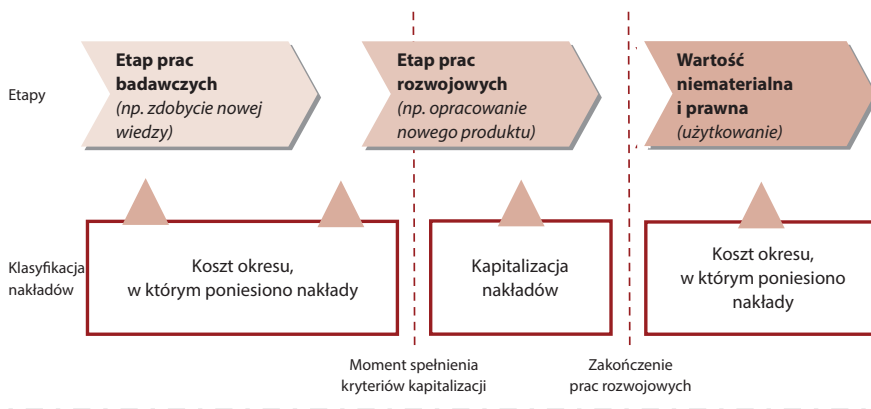 Etapy
Etap prac
badawczych
(np. zdobycie nowej
wiedzy)
Etap prac
rozwojowych
(np. opracowanie
nowego produktu)
Wartość
niematerialna
i prawna
(użytkowanie)
Klasyfikacja
nakładów
Koszt okresu,
w którym poniesiono nakłady
Kapitalizacja
nakładów
Koszt okresu,
w którym poniesiono
nakłady
Moment spełnienia
kryteriów kapitalizacji
Zakończenie
prac rozwojowych